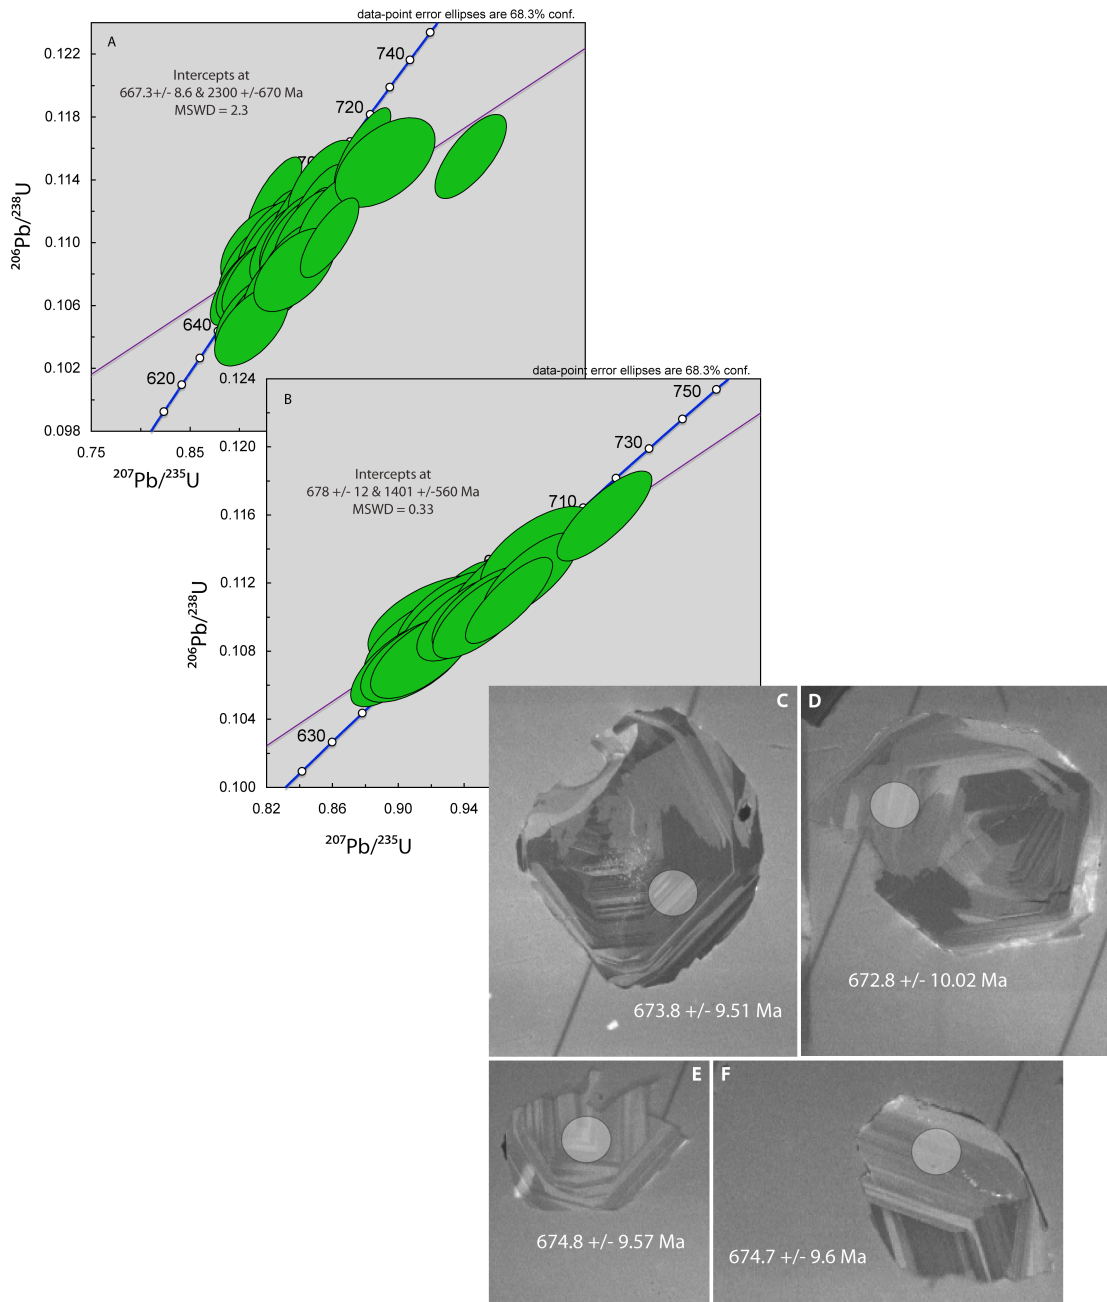 data-point error ellipses are 68.3% conf.
A
Intercepts at
667.3+/- 8.6 & 2300 +/-670 Ma
MSWD = 2.3
0.122
0.118
0.114
0.110
0.106
0.102
0.098
740
720
640
620
0.75
0.85
206Pb/238U
207Pb/235U
data-point error ellipses are 68.3% conf.
B
Intercepts at
678 +/- 12 & 1401 +/-560 Ma
MSWD = 0.33
0.124
0.120
0.116
0.112
0.108
0.104
0.100
750
730
710
630
0.82
0.86
0.90
0.94
206Pb/238U
207Pb/235U
C
673.8 +/- 9.51 Ma
D
672.8 +/- 10.02 Ma
E
674.8 +/- 9.57 Ma
F
674.7 +/- 9.6 Ma